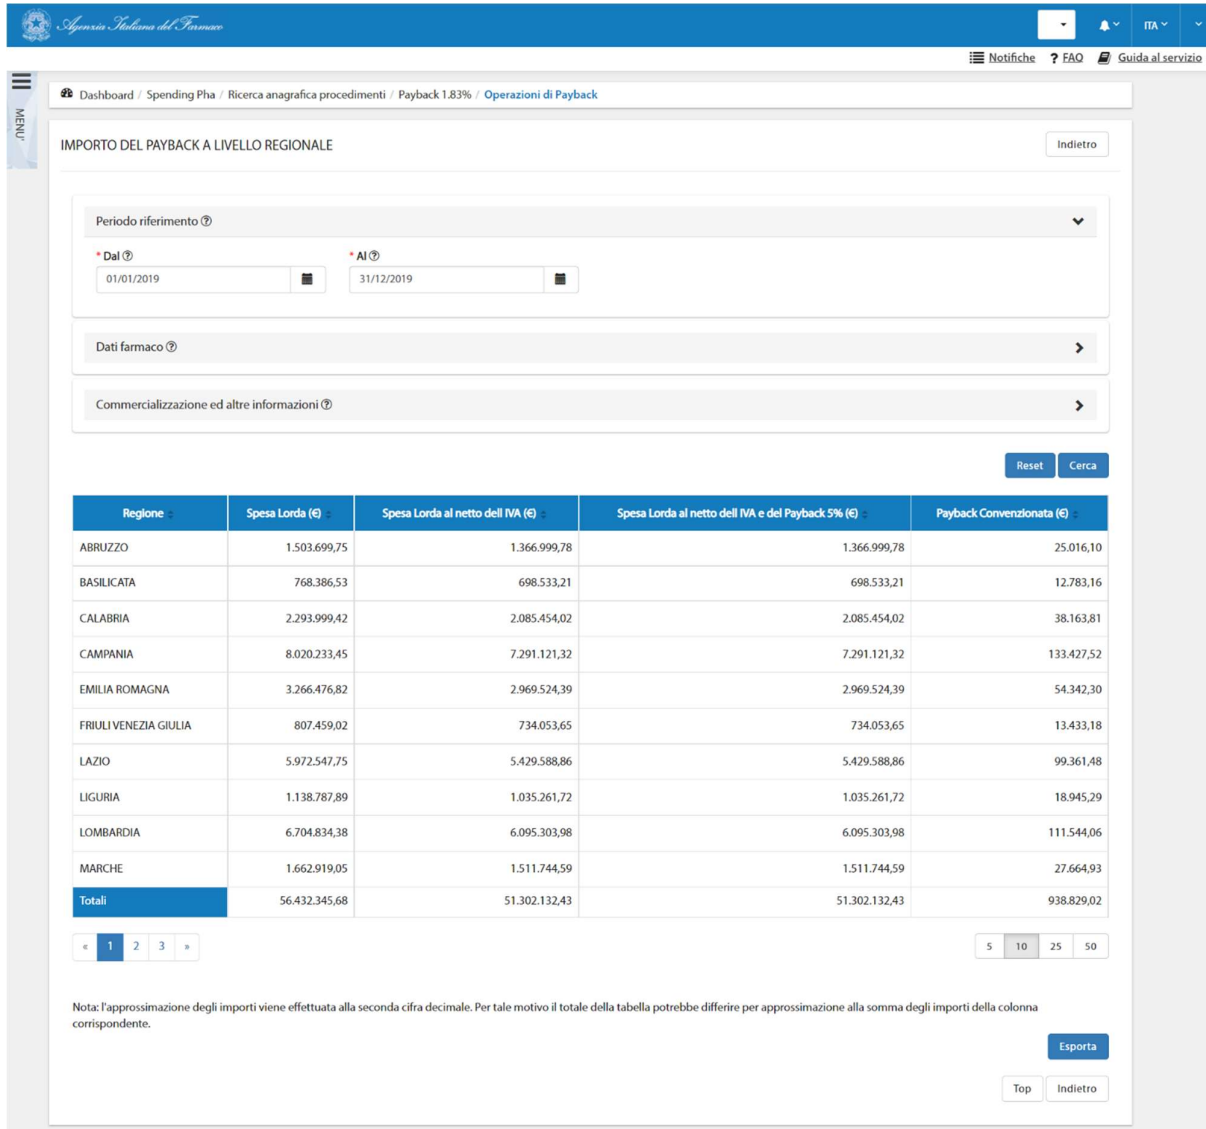 Agenzia Italiana del Farmaco
ITA
Notifiche ? FAQ Guida al servizio
MENU'
Dashboard / Spending Pha / Ricerca anagrafica procedimenti / Payback 1.83% / Operazioni di Payback
IMPORTO DEL PAYBACK A LIVELLO REGIONALE
Indietro
Periodo riferimento ?
* Dal ? * Al ?
01/01/2019 31/12/2019
Dati farmaco ?
Commercializzazione ed altre informazioni ?
Reset Cerca
Regione Spesa Lorda (€) Spesa Lorda al netto dell IVA (€) Spesa Lorda al netto dell IVA e del Payback 5% (€) Payback Convenzionata (€)
ABRUZZO 1.503.699,75 1.366.999,78 1.366.999,78 25.016,10
BASILICATA 768.386,53 698.533,21 698.533,21 12.783,16
CALABRIA 2.293.999,42 2.085.454,02 2.085.454,02 38.163,81
CAMPANIA 8.020.233,45 7.291.121,32 7.291.121,32 133.427,52
EMILIA ROMAGNA 3.266.476,82 2.969.524,39 2.969.524,39 54.342,30
FRIULI VENEZIA GIULIA 807.459,02 734.053,65 734.053,65 13.433,18
LAZIO 5.972.547,75 5.429.588,86 5.429.588,86 99.361,48
LIGURIA 1.138.787,89 1.035.261,72 1.035.261,72 18.945,29
LOMBARDIA 6.704.834,38 6.095.303,98 6.095.303,98 111.544,06
MARCHE 1.662.919,05 1.511.744,59 1.511.744,59 27.664,93
Totali 56.432.345,68 51.302.132,43 51.302.132,43 938.829,02
« 1 2 3 » 5 10 25 50
Nota: l'approssimazione degli importi viene effettuata alla seconda cifra decimale. Per tale motivo il totale della tabella potrebbe differire per approssimazione alla somma degli importi della colonna
corrispondente.
Esporta
Top Indietro